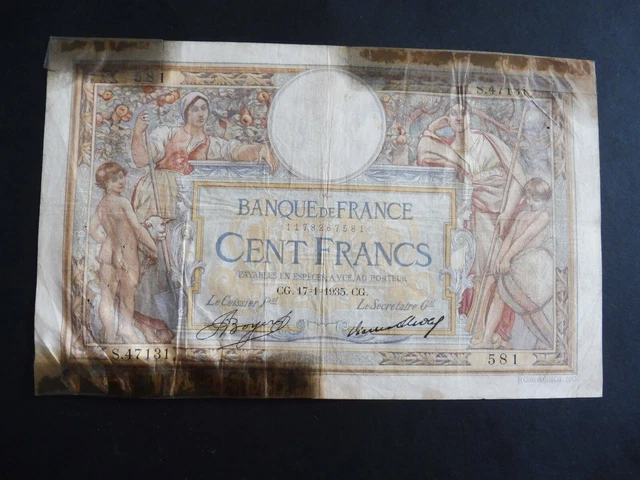 581
S.47131
BANQUE DE FRANCE
1178267581
CENT FRANCS
PAYABLES EN ESPÈCES, A VUE, AU PORTEUR
CG. 17-1-1935. CG.
Le Caissier Pal
Le Secrétaire Gal
S.47131
581